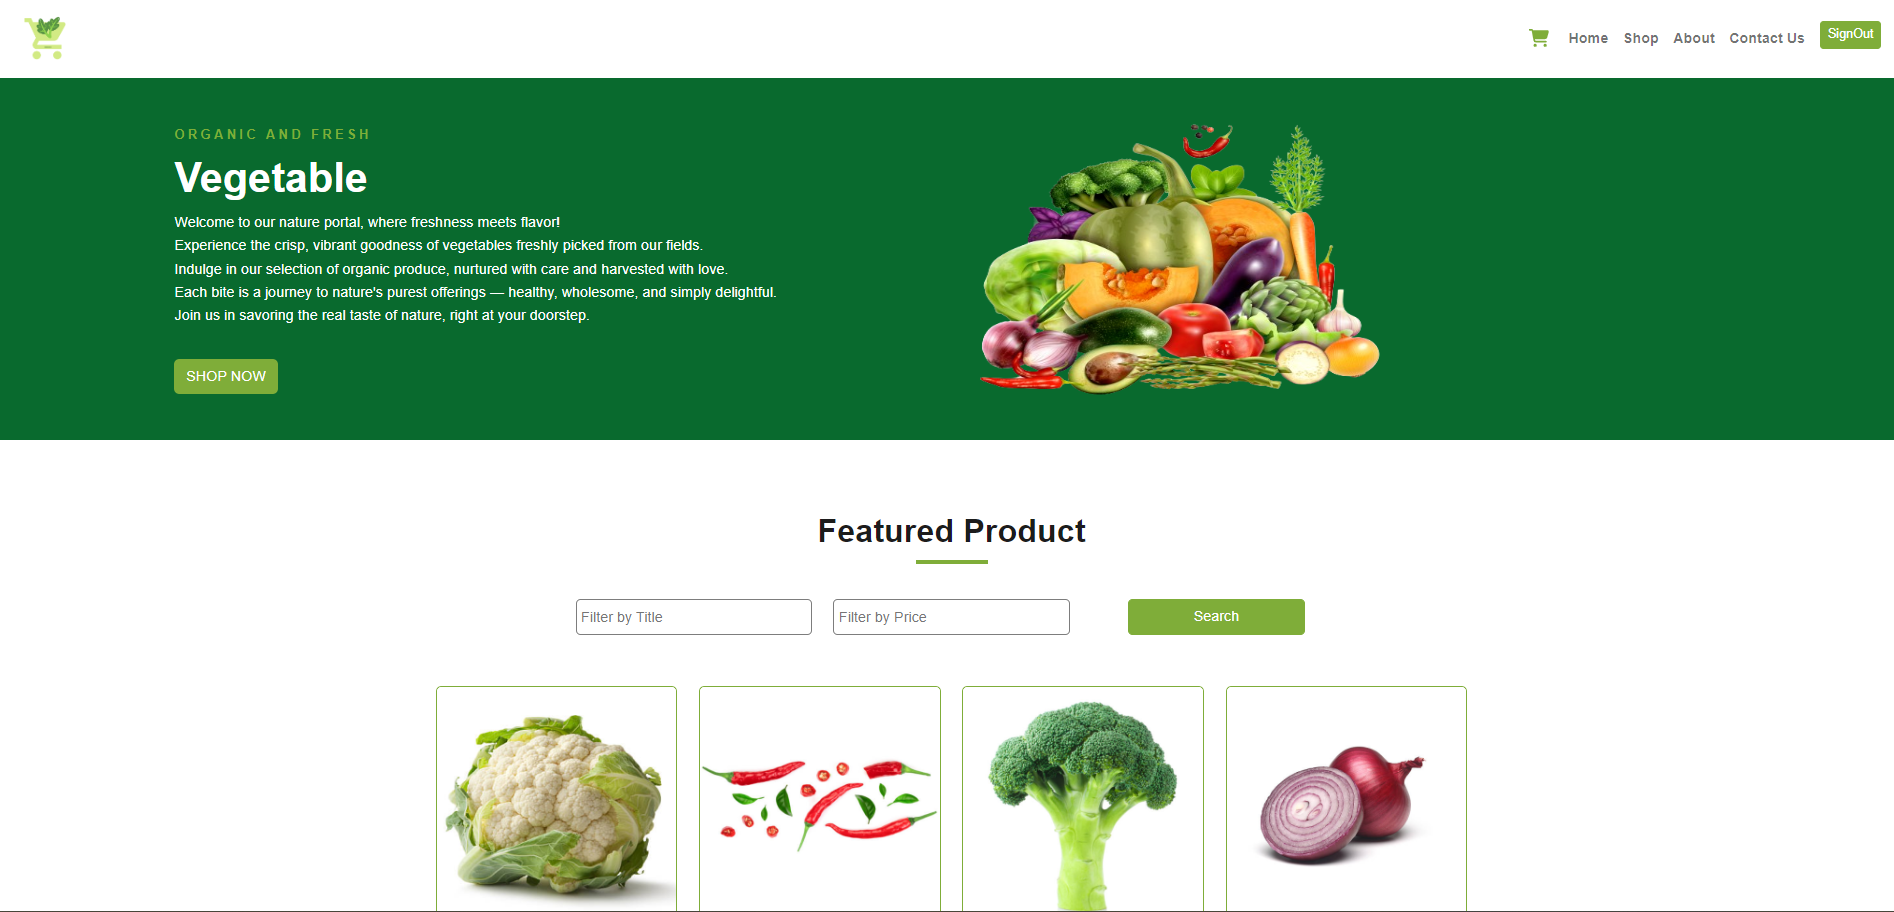 Home Shop About Contact Us SignOut
ORGANIC AND FRESH
Vegetable
Welcome to our nature portal, where freshness meets flavor!
Experience the crisp, vibrant goodness of vegetables freshly picked from our fields.
Indulge in our selection of organic produce, nurtured with care and harvested with love.
Each bite is a journey to nature's purest offerings — healthy, wholesome, and simply delightful.
Join us in savoring the real taste of nature, right at your doorstep.
SHOP NOW
Featured Product
Filter by Title Filter by Price Search